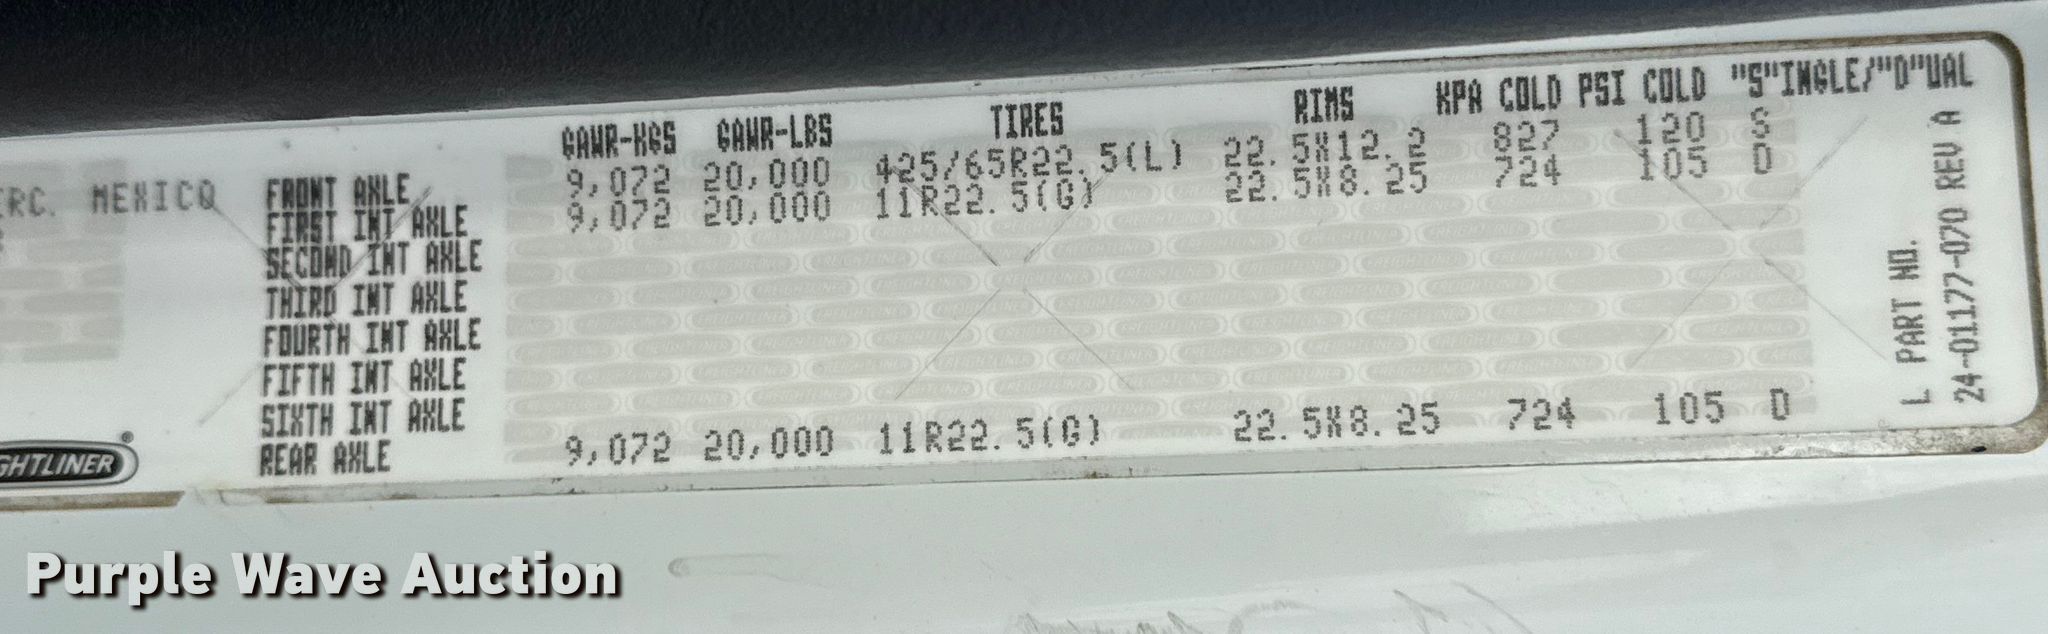 GAWR-KGS GAWR-LBS TIRES RIMS KPA COLD PSI COLD "S"INGLE/"D"UAL
MEXICO
FRONT AXLE 9,072 20,000 425/65R22.5(L) 22.5X12.2 827 120 S
FIRST INT AXLE 9,072 20,000 11R22.5(G) 22.5X8.25 724 105 D
SECOND INT AXLE
THIRD INT AXLE
FOURTH INT AXLE
FIFTH INT AXLE
SIXTH INT AXLE
REAR AXLE 9,072 20,000 11R22.5(G) 22.5X8.25 724 105 D
L PART NO.
24-01177-070 REV A
GHTLINER®
Purple Wave Auction